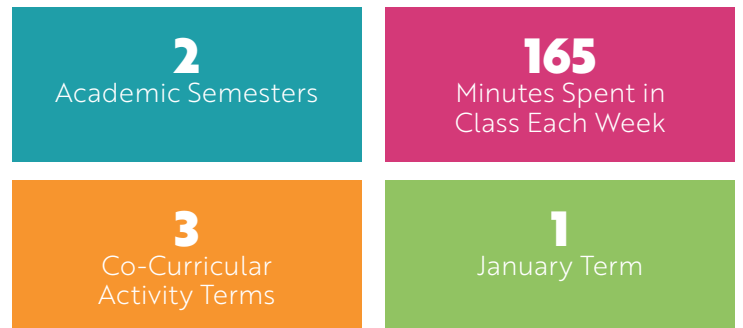 2
Academic Semesters
165
Minutes Spent in
Class Each Week
3
Co-Curricular
Activity Terms
1
January Term